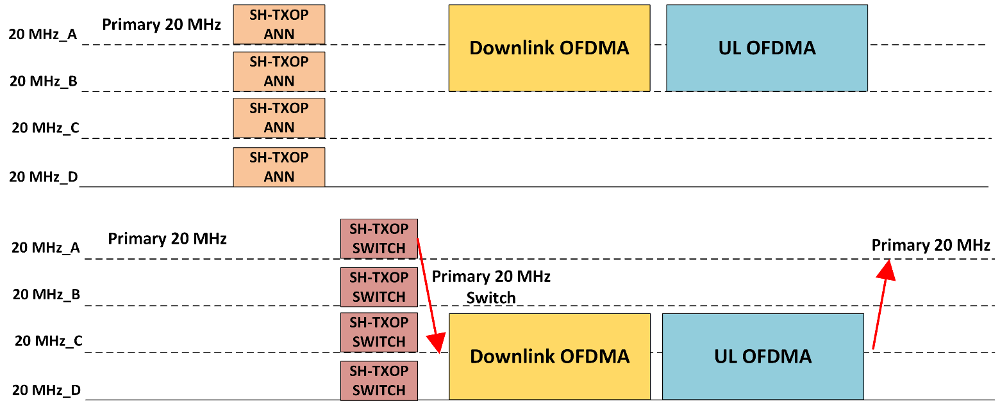 20 MHz_A
Primary 20 MHz
SH-TXOP
ANN
Downlink OFDMA
UL OFDMA
20 MHz_B
SH-TXOP
ANN
20 MHz_C
SH-TXOP
ANN
20 MHz_D
SH-TXOP
ANN
20 MHz_A
Primary 20 MHz
SH-TXOP
SWITCH
Primary 20 MHz
20 MHz_B
SH-TXOP
SWITCH
Primary 20 MHz
Switch
20 MHz_C
SH-TXOP
SWITCH
Downlink OFDMA
UL OFDMA
20 MHz_D
SH-TXOP
SWITCH